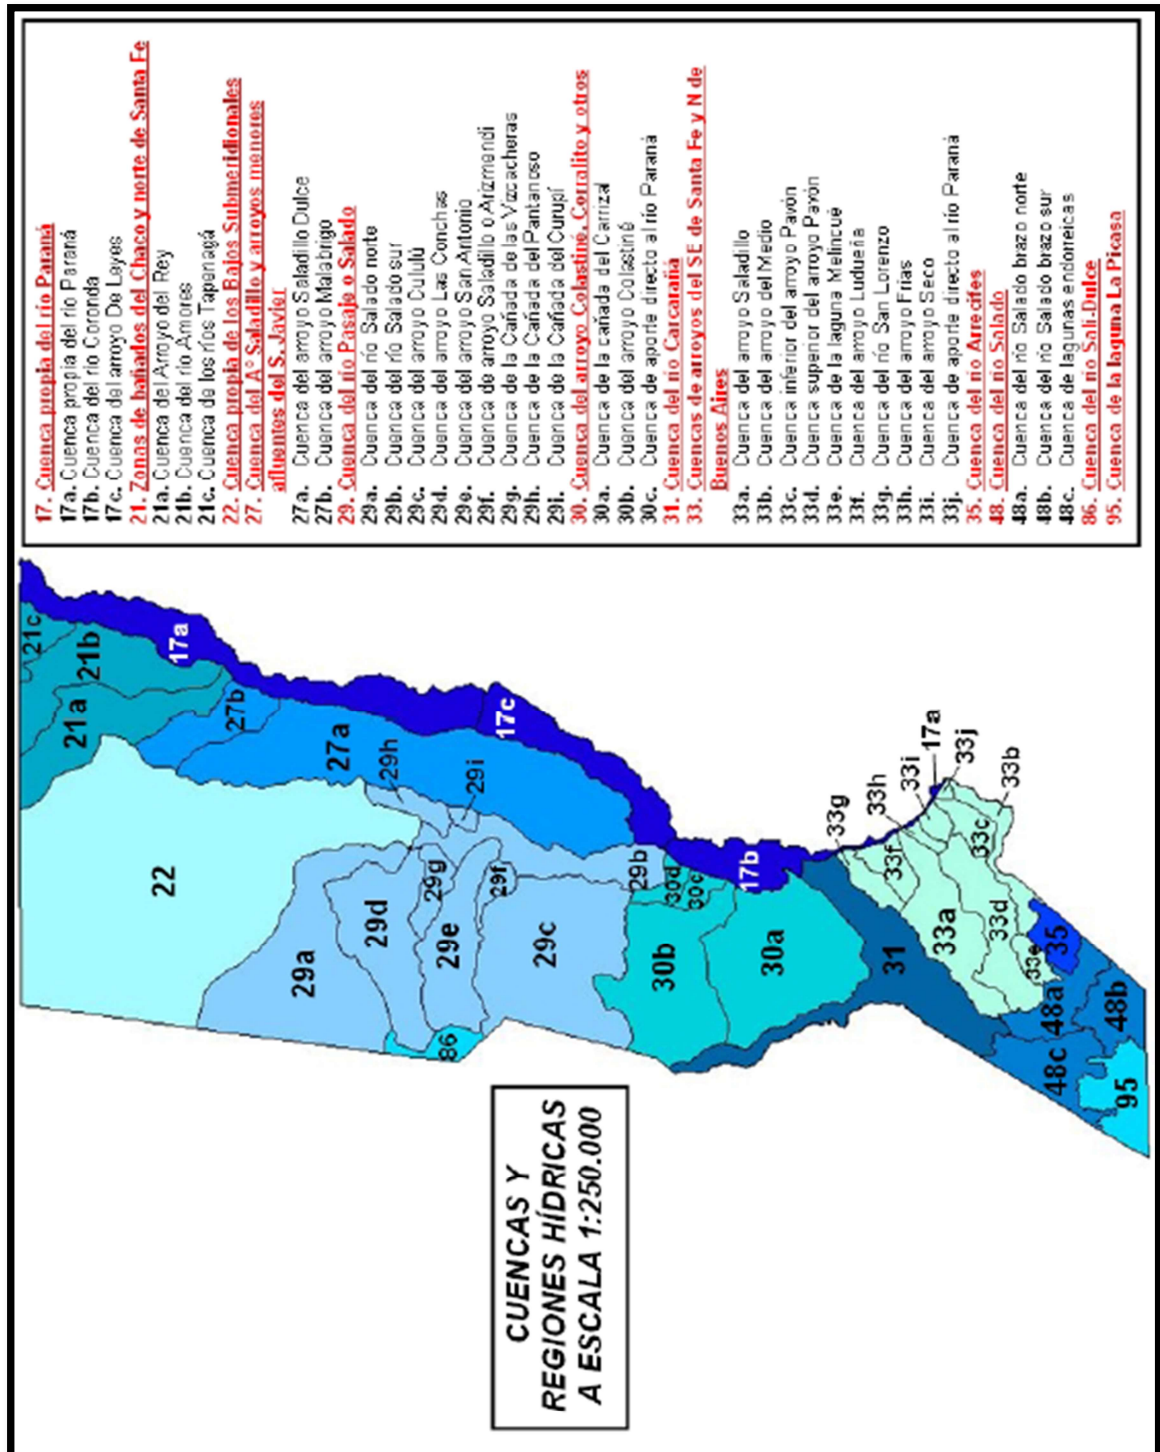 CUENCAS Y
REGIONES HÍDRICAS
A ESCALA 1:250.000
17. Cuenca propia del río Paraná
17a. Cuenca propia del río Paraná
17b. Cuenca del río Coronda
17c. Cuenca del arroyo De Leyes
21. Zonas de bañados del Chaco y norte de Santa Fe
21a. Cuenca del Arroyo del Rey
21b. Cuenca del río Amores
21c. Cuenca de los ríos Tapenagá
22. Cuenca propia de los Bajos Submeridionales
27. Cuenca del Aº Saladillo y arroyos menores
afluentes del S. Javier
27a. Cuenca del arroyo Saladillo Dulce
27b. Cuenca del arroyo Malabrigo
29. Cuenca del río Pasaje o Salado
29a. Cuenca del río Salado norte
29b. Cuenca del río Salado sur
29c. Cuenca del arroyo Cululú
29d. Cuenca del arroyo Las Conchas
29e. Cuenca del arroyo San Antonio
29f. Cuenca de arroyo Saladillo o Arizmendi
29g. Cuenca de la Cañada de las Vizcacheras
29h. Cuenca de la Cañada del Pantanoso
29i. Cuenca de la Cañada del Curupí
30. Cuenca del arroyo Colastiné, Corralito y otros
30a. Cuenca de la cañada del Carrizal
30b. Cuenca del arroyo Colastiné
30c. Cuenca de aporte directo al río Paraná
31. Cuenca del río Carcarañá
33. Cuencas de arroyos del SE de Santa Fe y N de
Buenos Aires
33a. Cuenca del arroyo Saladillo
33b. Cuenca del arroyo del Medio
33c. Cuenca inferior del arroyo Pavón
33d. Cuenca superior del arroyo Pavón
33e. Cuenca de la laguna Melincué
33f. Cuenca del arroyo Ludueña
33g. Cuenca del río San Lorenzo
33h. Cuenca del arroyo Frías
33i. Cuenca del arroyo Seco
33j. Cuenca de aporte directo al río Paraná
35. Cuenca del río Arrecifes
48. Cuenca del río Salado
48a. Cuenca del río Salado brazo norte
48b. Cuenca del río Salado brazo sur
48c. Cuenca de lagunas endoreicas
86. Cuenca del río Sali-Dulce
95. Cuenca de la laguna La Picasa
21c
21b
21a
17a
27b
22
27a
29h
17c
29i
29a
29d
29g
29e
29f
86
29c
29b
30d
30c
17b
30b
30a
33g
31
33f
33h
33i
17a
33j
33a
33c
33b
33d
33e
35
48a
48c
48b
95